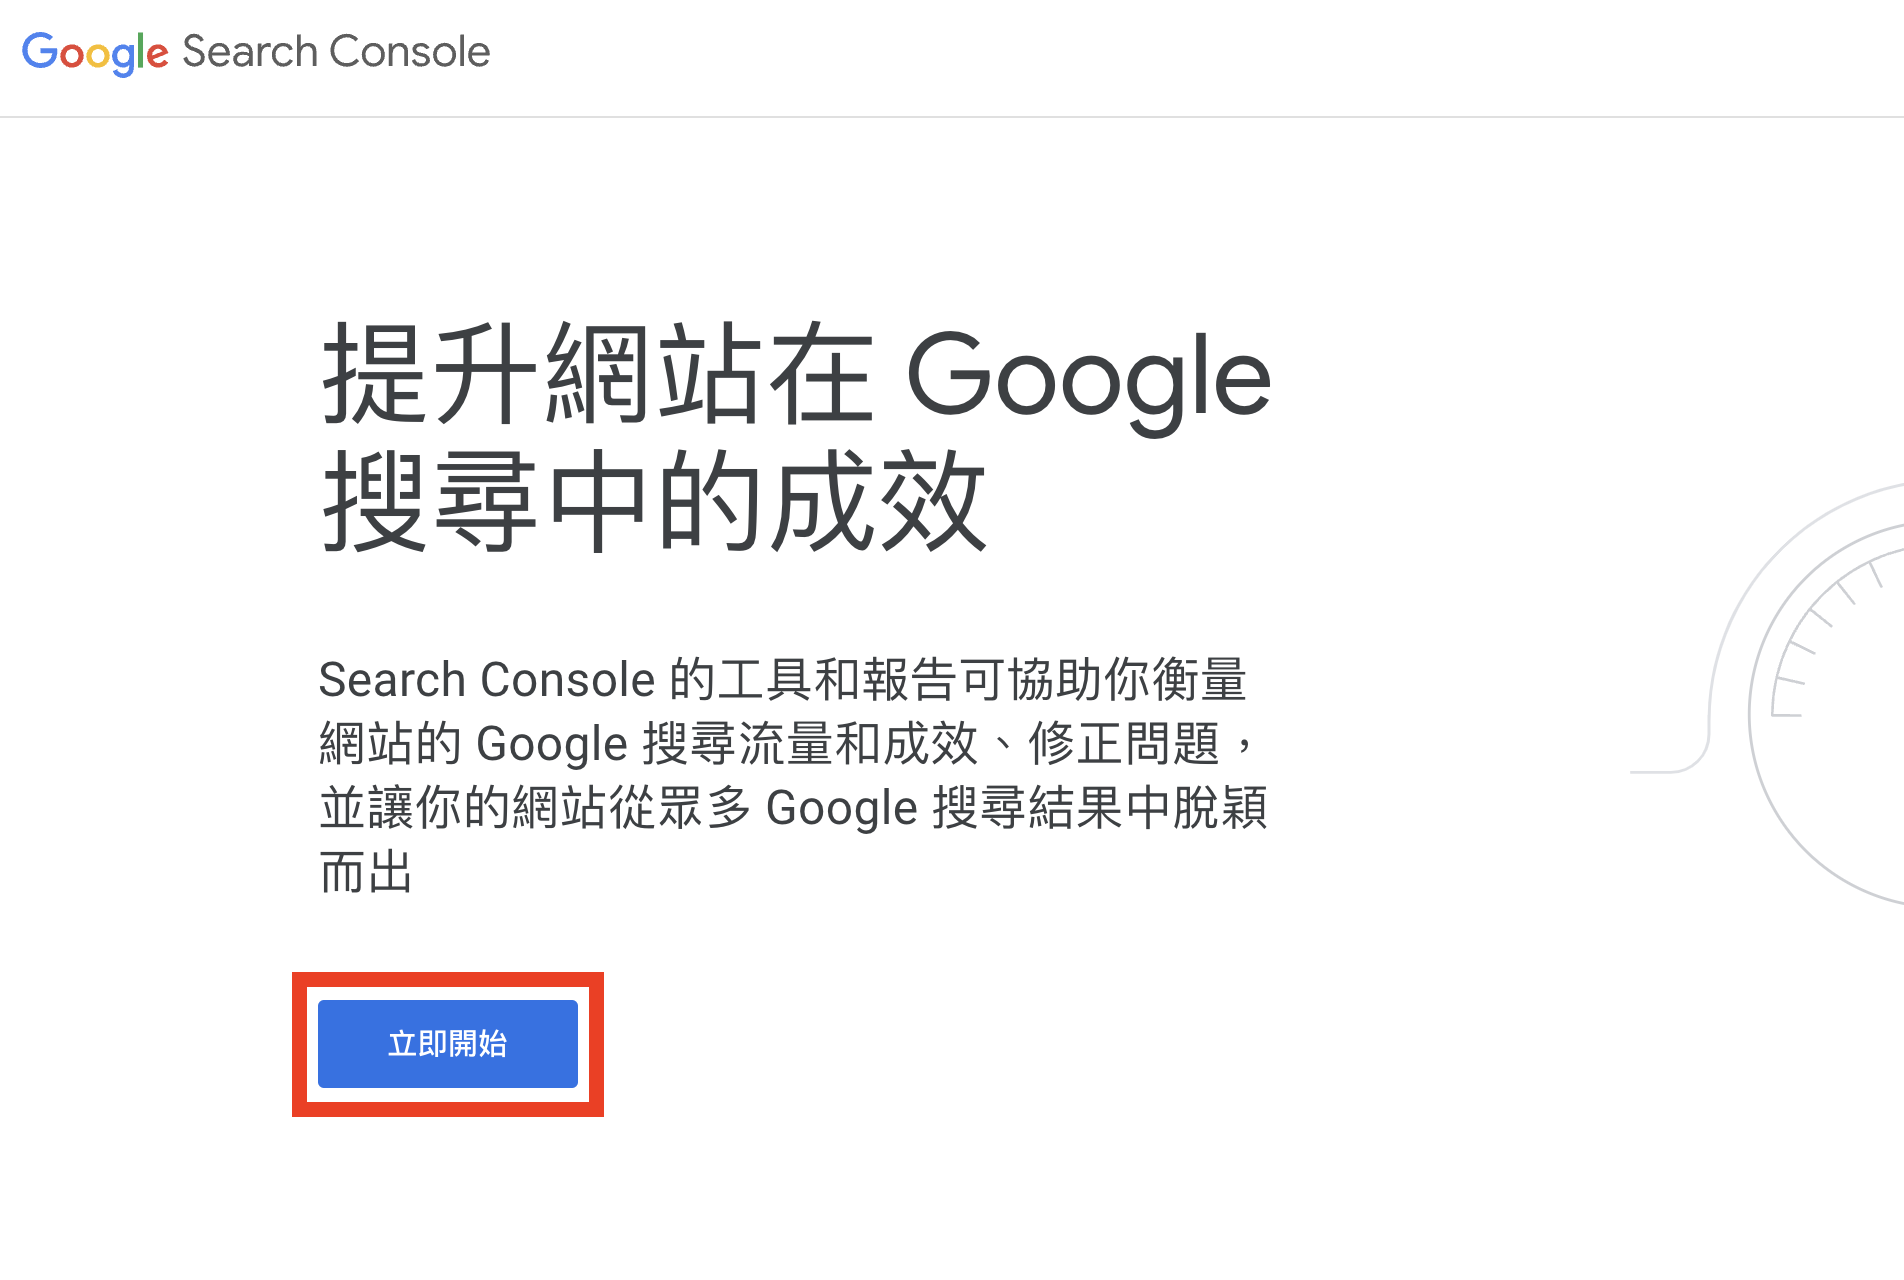 Google Search Console
提升網站在 Google
搜尋中的成效
Search Console 的工具和報告可協助你衡量
網站的 Google 搜尋流量和成效、修正問題，
並讓你的網站從眾多 Google 搜尋結果中脫穎
而出
立即開始